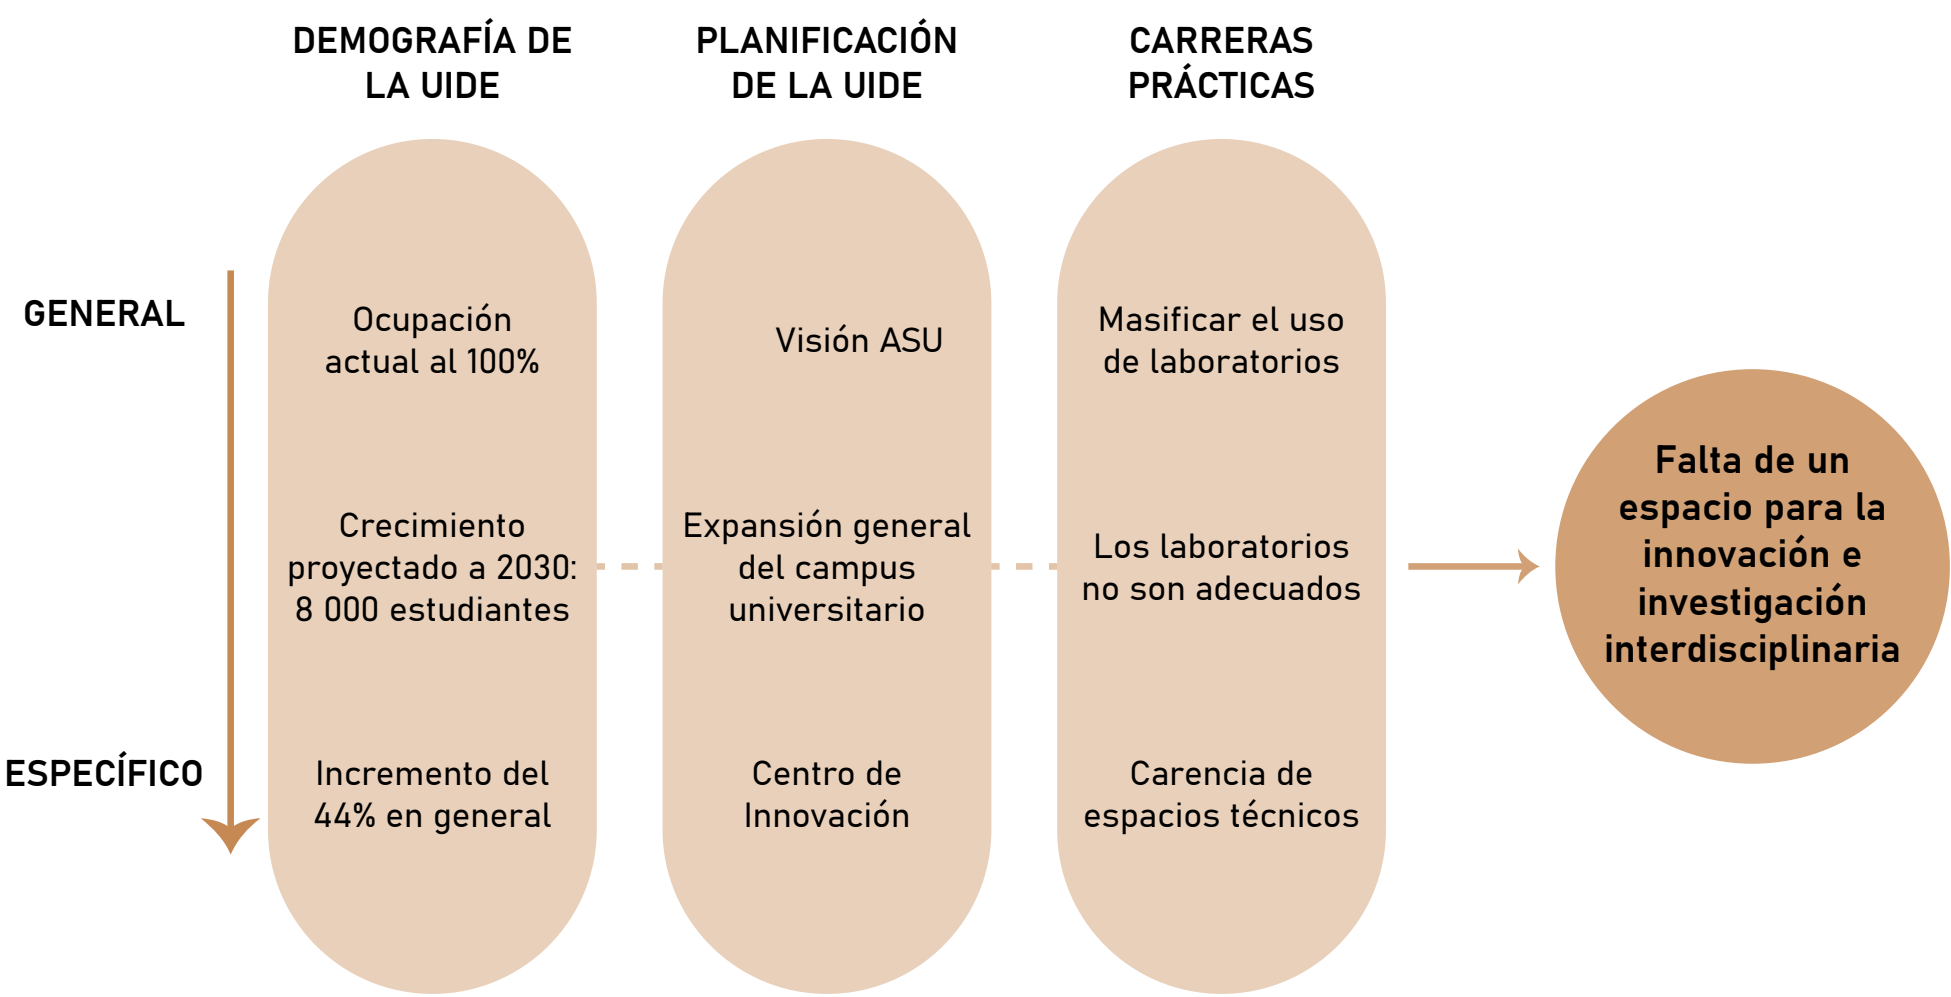 DEMOGRAFÍA DE
LA UIDE
PLANIFICACIÓN
DE LA UIDE
CARRERAS
PRÁCTICAS
GENERAL
ESPECÍFICO
Ocupación
actual al 100%
Crecimiento
proyectado a 2030:
8 000 estudiantes
Incremento del
44% en general
Visión ASU
Expansión general
del campus
universitario
Centro de
Innovación
Masificar el uso
de laboratorios
Los laboratorios
no son adecuados
Carencia de
espacios técnicos
Falta de un
espacio para la
innovación e
investigación
interdisciplinaria